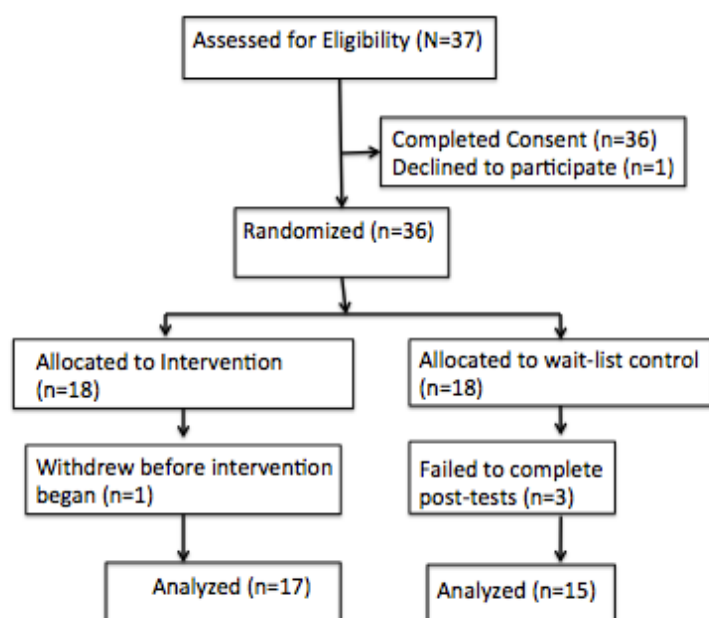 Assessed for Eligibility (N=37)
Completed Consent (n=36)
Declined to participate (n=1)
Randomized (n=36)
Allocated to Intervention
(n=18)
Allocated to wait-list control
(n=18)
Withdrew before intervention
began (n=1)
Failed to complete
post-tests (n=3)
Analyzed (n=17)
Analyzed (n=15)